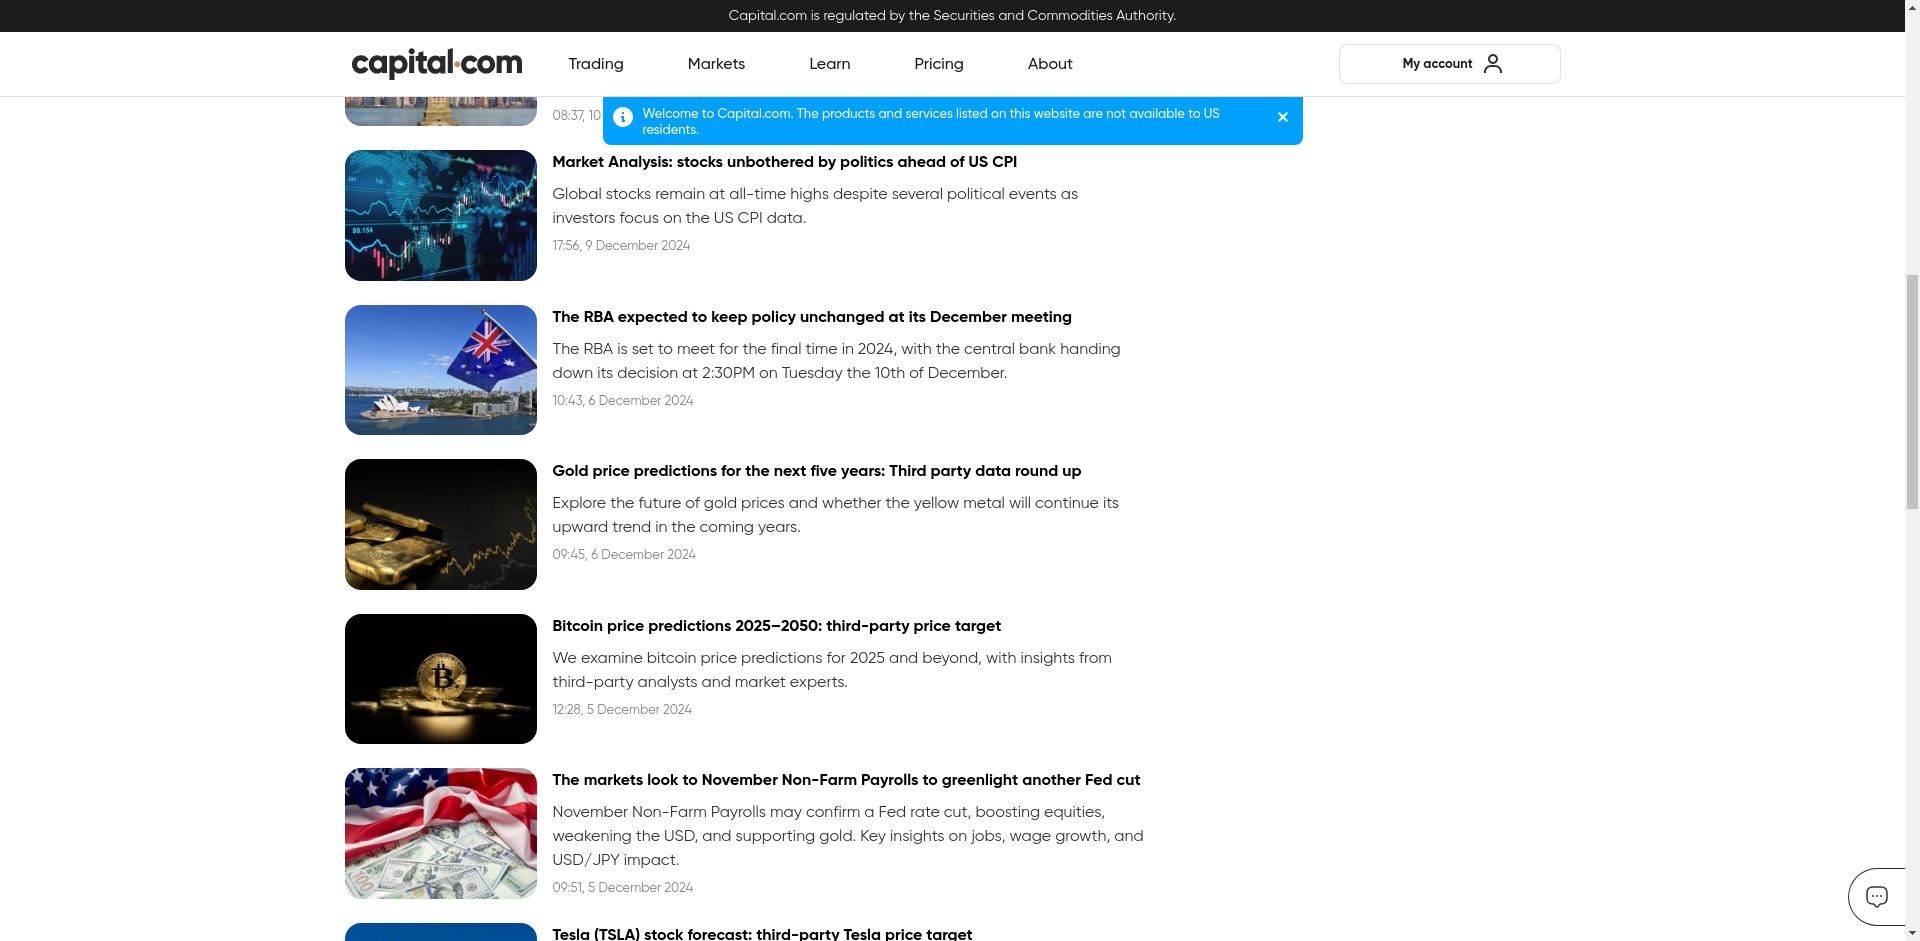 Capital.com is regulated by the Securities and Commodities Authority.
capital.com
Trading
Markets
Learn
Pricing
About
My account
08:37, 10
Welcome to Capital.com. The products and services listed on this website are not available to US
residents.
Market Analysis: stocks unbothered by politics ahead of US CPI
Global stocks remain at all-time highs despite several political events as
investors focus on the US CPI data.
17:56, 9 December 2024
The RBA expected to keep policy unchanged at its December meeting
The RBA is set to meet for the final time in 2024, with the central bank handing
down its decision at 2:30PM on Tuesday the 10th of December.
10:43, 6 December 2024
Gold price predictions for the next five years: Third party data round up
Explore the future of gold prices and whether the yellow metal will continue its
upward trend in the coming years.
09:45, 6 December 2024
Bitcoin price predictions 2025–2050: third-party price target
We examine bitcoin price predictions for 2025 and beyond, with insights from
third-party analysts and market experts.
12:28, 5 December 2024
The markets look to November Non-Farm Payrolls to greenlight another Fed cut
November Non-Farm Payrolls may confirm a Fed rate cut, boosting equities,
weakening the USD, and supporting gold. Key insights on jobs, wage growth, and
USD/JPY impact.
09:51, 5 December 2024
Tesla (TSLA) stock forecast: third-party Tesla price target